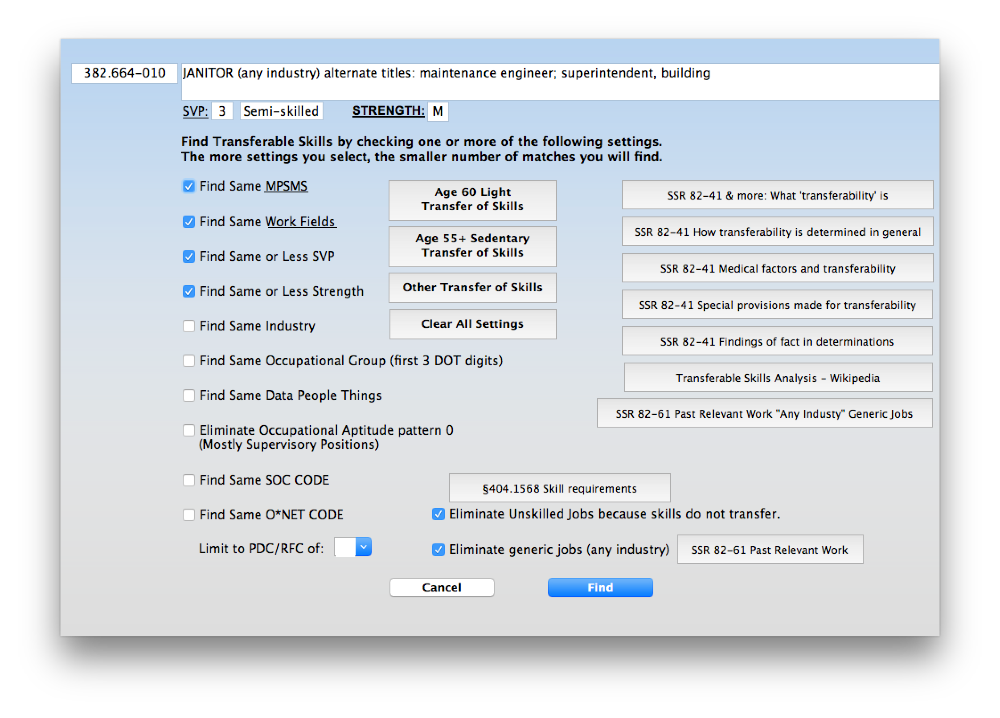 382.664-010
JANITOR (any industry) alternate titles: maintenance engineer; superintendent, building
SVP: 3 Semi-skilled STRENGTH: M
Find Transferable Skills by checking one or more of the following settings.
The more settings you select, the smaller number of matches you will find.
Find Same MPSMS
Find Same Work Fields
Find Same or Less SVP
Find Same or Less Strength
Find Same Industry
Find Same Occupational Group (first 3 DOT digits)
Find Same Data People Things
Eliminate Occupational Aptitude pattern 0
(Mostly Supervisory Positions)
Find Same SOC CODE
Find Same O*NET CODE
Limit to PDC/RFC of:
Age 60 Light
Transfer of Skills
Age 55+ Sedentary
Transfer of Skills
Other Transfer of Skills
Clear All Settings
SSR 82-41 & more: What 'transferability' is
SSR 82-41 How transferability is determined in general
SSR 82-41 Medical factors and transferability
SSR 82-41 Special provisions made for transferability
SSR 82-41 Findings of fact in determinations
Transferable Skills Analysis - Wikipedia
SSR 82-61 Past Relevant Work "Any Industy" Generic Jobs
§404.1568 Skill requirements
Eliminate Unskilled Jobs because skills do not transfer.
Eliminate generic jobs (any industry)
SSR 82-61 Past Relevant Work
Cancel
Find